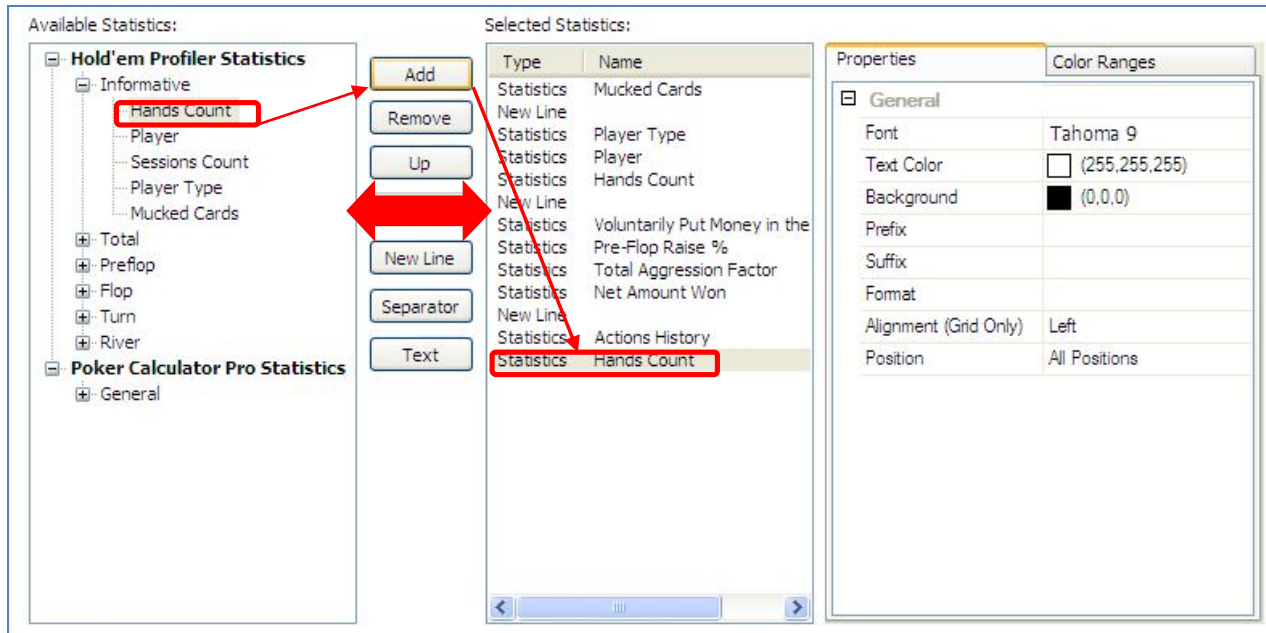 Available Statistics:
Hold'em Profiler Statistics
Informative
Hands Count
Player
Sessions Count
Player Type
Mucked Cards
Total
Preflop
Flop
Turn
River
Poker Calculator Pro Statistics
General
Add
Remove
Up
New Line
Separator
Text
Selected Statistics:
Type Name
Statistics Mucked Cards
New Line
Statistics Player Type
Statistics Player
Statistics Hands Count
New Line
Statistics Voluntarily Put Money in the
Statistics Pre-Flop Raise %
Statistics Total Aggression Factor
Statistics Net Amount Won
New Line
Statistics Actions History
Statistics Hands Count
Properties Color Ranges
General
Font Tahoma 9
Text Color (255,255,255)
Background (0,0,0)
Prefix
Suffix
Format
Alignment (Grid Only) Left
Position All Positions